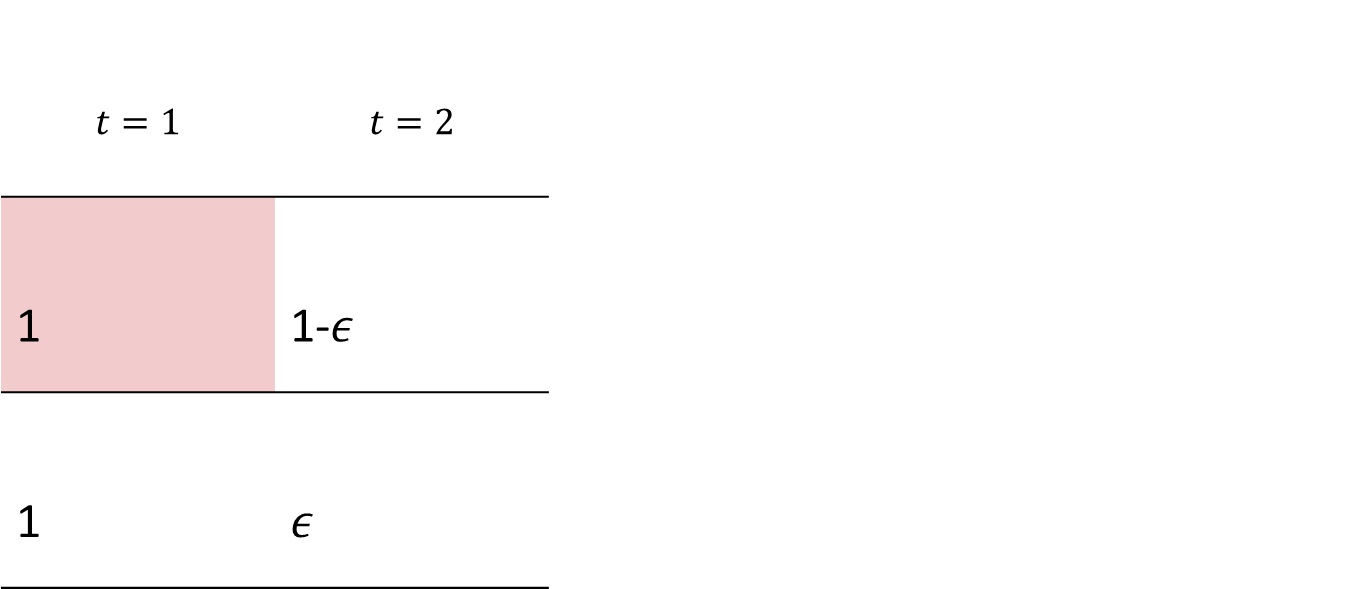 𝑡 = 1 𝑡 = 2
1 1-𝜖
1 𝜖